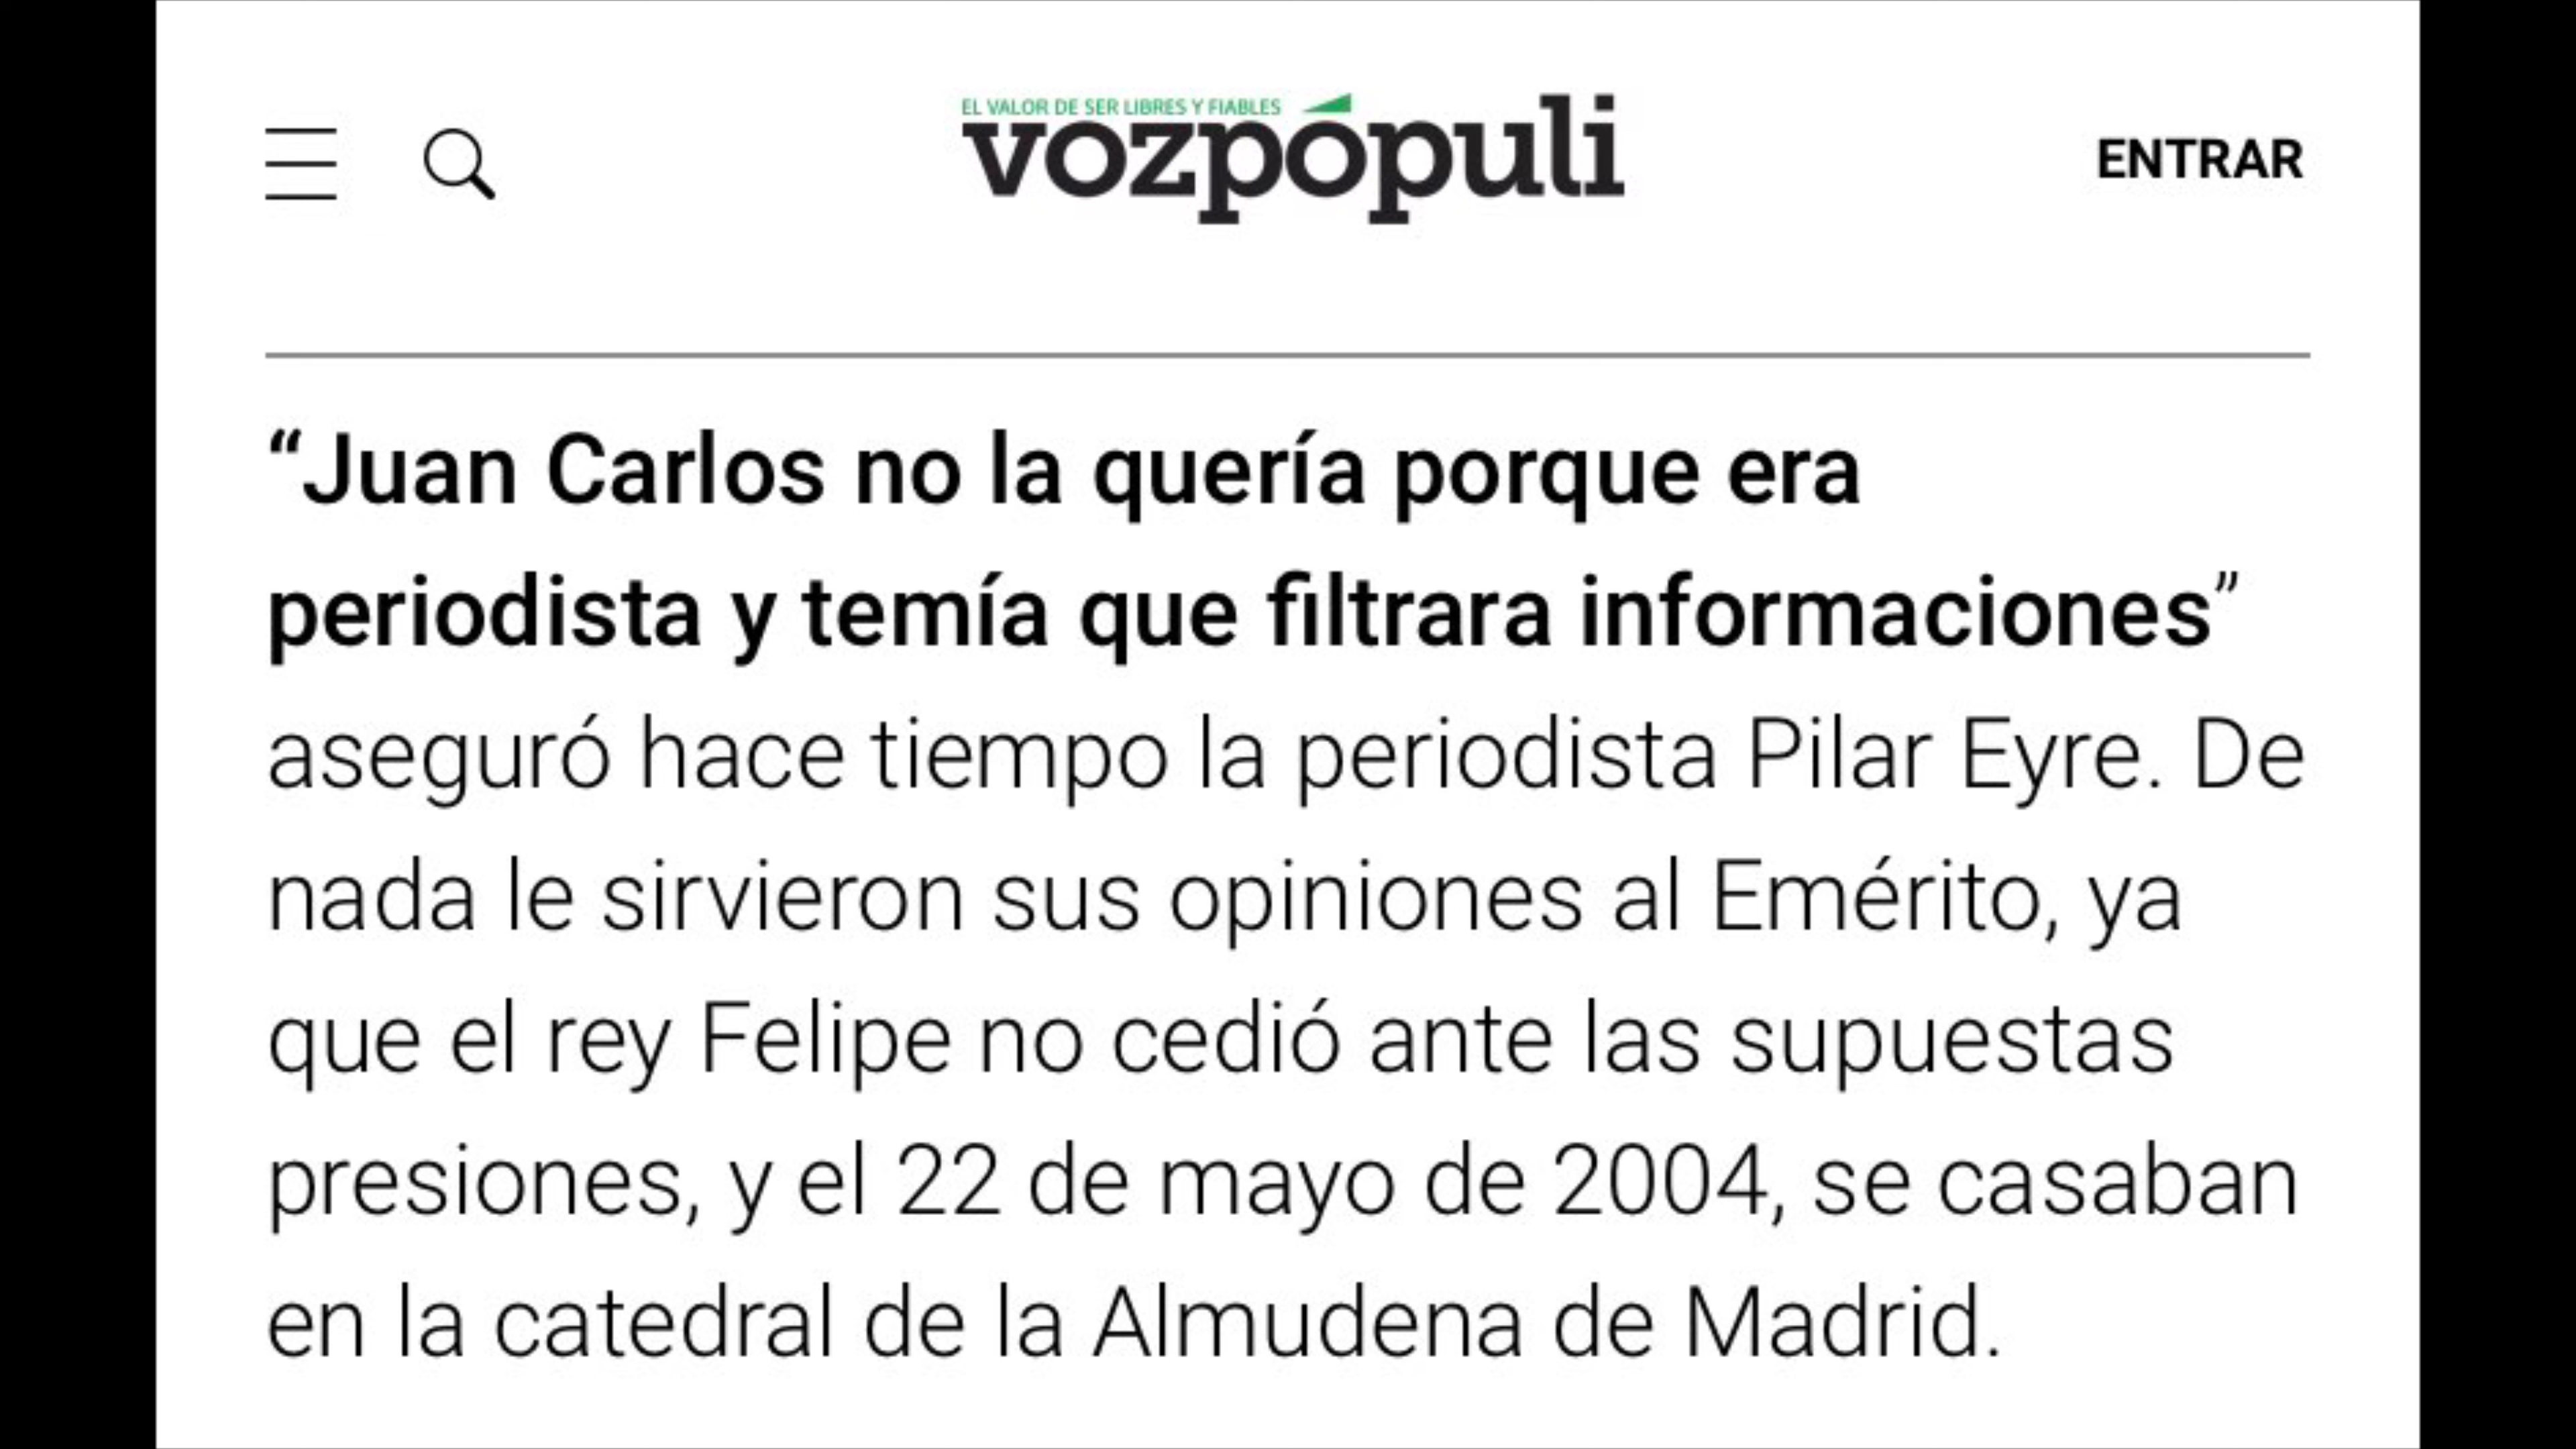 EL VALOR DE SER LIBRES Y FIABLES
vozpópuli
ENTRAR
“Juan Carlos no la quería porque era
periodista y temía que filtrara informaciones”
aseguró hace tiempo la periodista Pilar Eyre. De
nada le sirvieron sus opiniones al Emérito, ya
que el rey Felipe no cedió ante las supuestas
presiones, y el 22 de mayo de 2004, se casaban
en la catedral de la Almudena de Madrid.